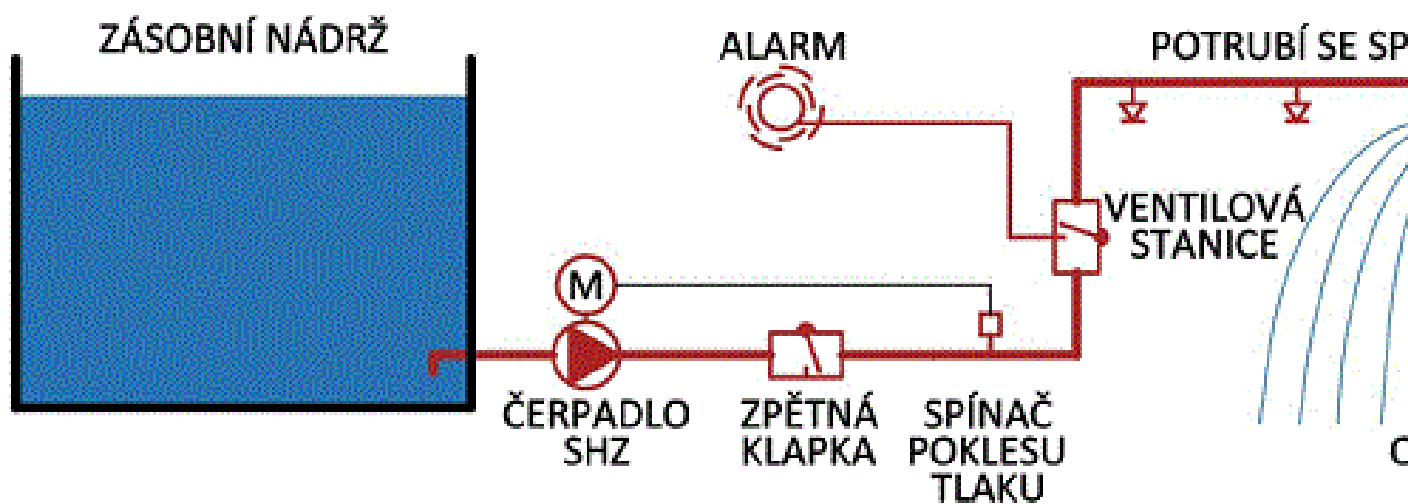 ZÁSOBNÍ NÁDRŽ
ALARM
POTRUBÍ SE SP
VENTILOVÁ
STANICE
M
ČERPADLO
SHZ
ZPĚTNÁ
KLAPKA
SPÍNAČ
POKLESU
TLAKU